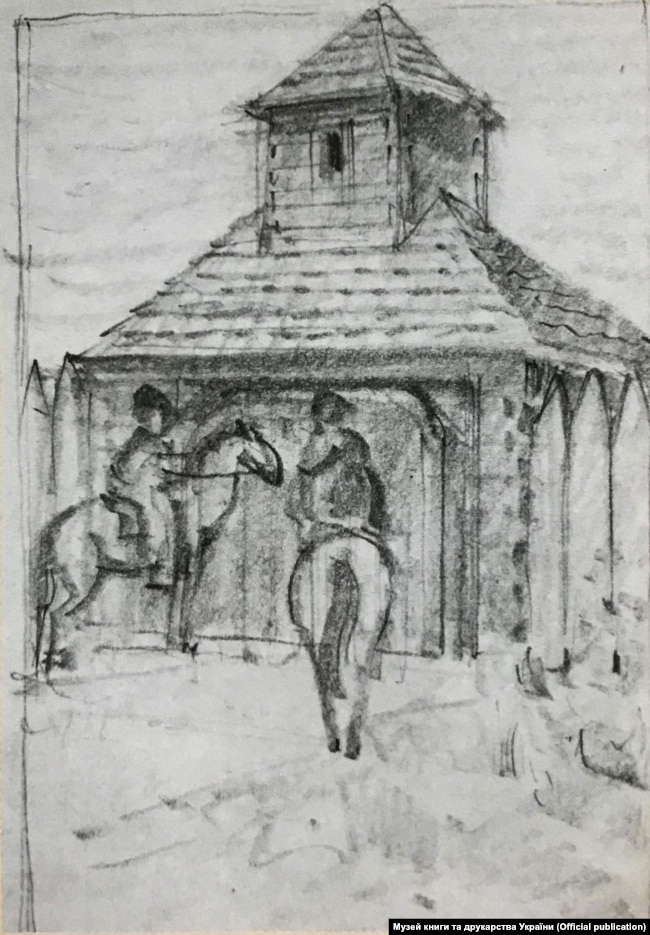 Музей книги та друкарства України (Official publication)